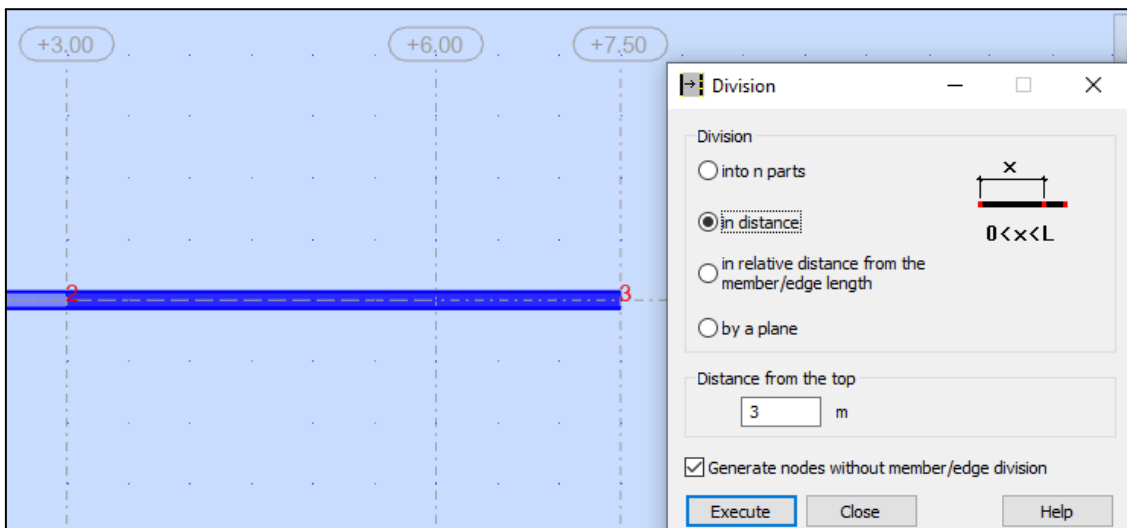 +3.00
+6.00
+7.50
2
3
Division
Division
into n parts
in distance
in relative distance from the
member/edge length
by a plane
x
0<x<L
Distance from the top
3 m
Generate nodes without member/edge division
Execute Close Help